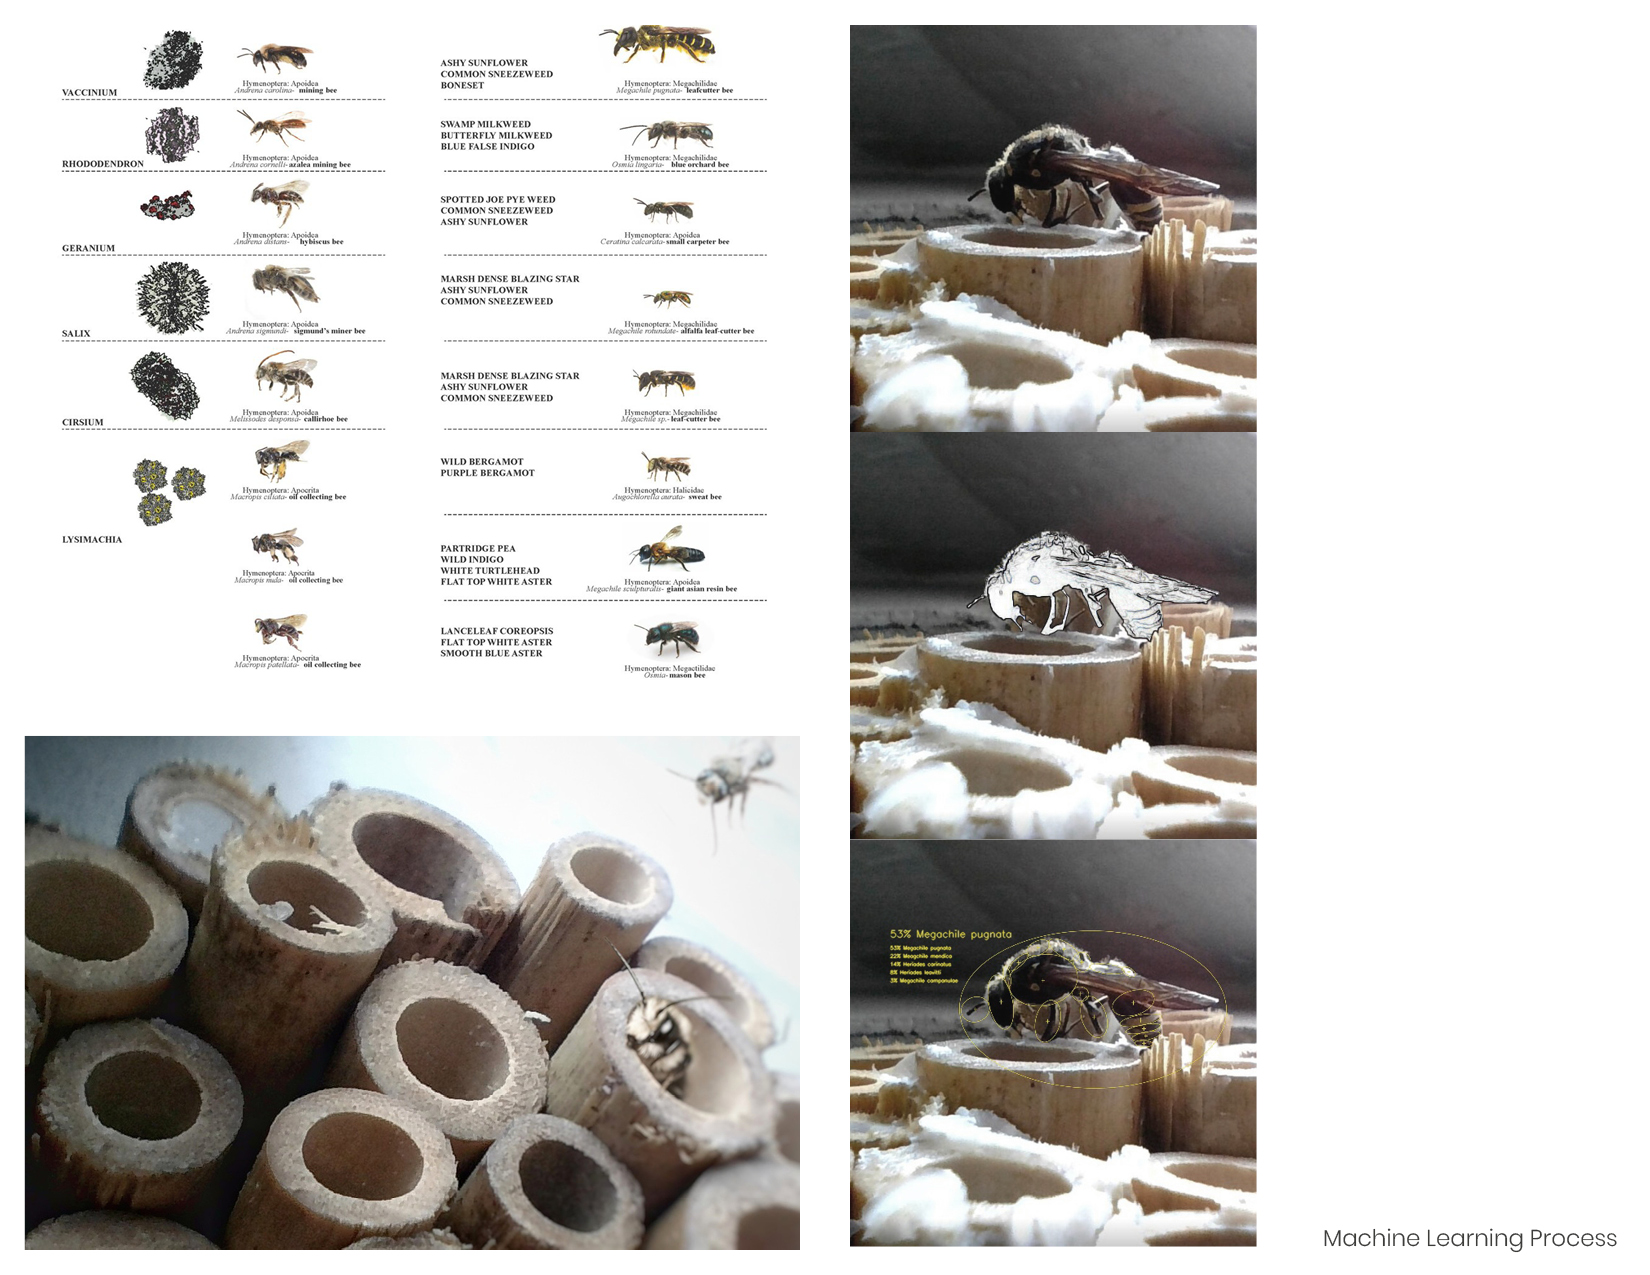 VACCINIUM
Hymenoptera: Apoidea
Andrena carolina- mining bee
RHODODENDRON
Hymenoptera: Apoidea
Andrena cornelli- azalea mining bee
GERANIUM
Hymenoptera: Apoidea
Andrena distans- hybiscus bee
SALIX
Hymenoptera: Apoidea
Andrena sigmundi- sigmund's miner bee
CIRSIUM
Hymenoptera: Apoidea
Melissodes desponsa- callirhoe bee
LYSIMACHIA
Hymenoptera: Apocrita
Macropis ciliata- oil collecting bee
Hymenoptera: Apocrita
Macropis nuda- oil collecting bee
Hymenoptera: Apocrita
Macropis patellata- oil collecting bee
ASHY SUNFLOWER
COMMON SNEEZEWEED
BONESET
Hymenoptera: Megachilidae
Megachile pugnata- leafcutter bee
SWAMP MILKWEED
BUTTERFLY MILKWEED
BLUE FALSE INDIGO
Hymenoptera: Megachilidae
Osmia lingaria- blue orchard bee
SPOTTED JOE PYE WEED
COMMON SNEEZEWEED
ASHY SUNFLOWER
Hymenoptera: Apoidea
Ceratina calcarata- small carpeter bee
MARSH DENSE BLAZING STAR
ASHY SUNFLOWER
COMMON SNEEZEWEED
Hymenoptera: Megachilidae
Megachile rotundate- alfalfa leaf-cutter bee
MARSH DENSE BLAZING STAR
ASHY SUNFLOWER
COMMON SNEEZEWEED
Hymenoptera: Megachilidae
Megachile sp.- leaf-cutter bee
WILD BERGAMOT
PURPLE BERGAMOT
Hymenoptera: Halicidae
Augochlorella aurata- sweat bee
PARTRIDGE PEA
WILD INDIGO
WHITE TURTLEHEAD
FLAT TOP WHITE ASTER
Hymenoptera: Apoidea
Megachile sculpturalis- giant asian resin bee
LANCELEAF COREOPSIS
FLAT TOP WHITE ASTER
SMOOTH BLUE ASTER
Hymenoptera: Megactilidae
Osmia- mason bee
53% Megachile pugnata
53% Megachile pugnata
22% Megachile mendica
14% Heriades carinatus
8% Heriades leavitti
3% Megachile campanulae
Machine Learning Process